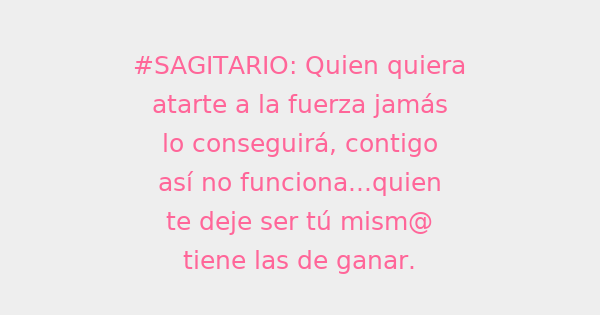 #SAGITARIO: Quien quiera
atarte a la fuerza jamás
lo conseguirá, contigo
así no funciona...quien
te deje ser tú mism@
tiene las de ganar.